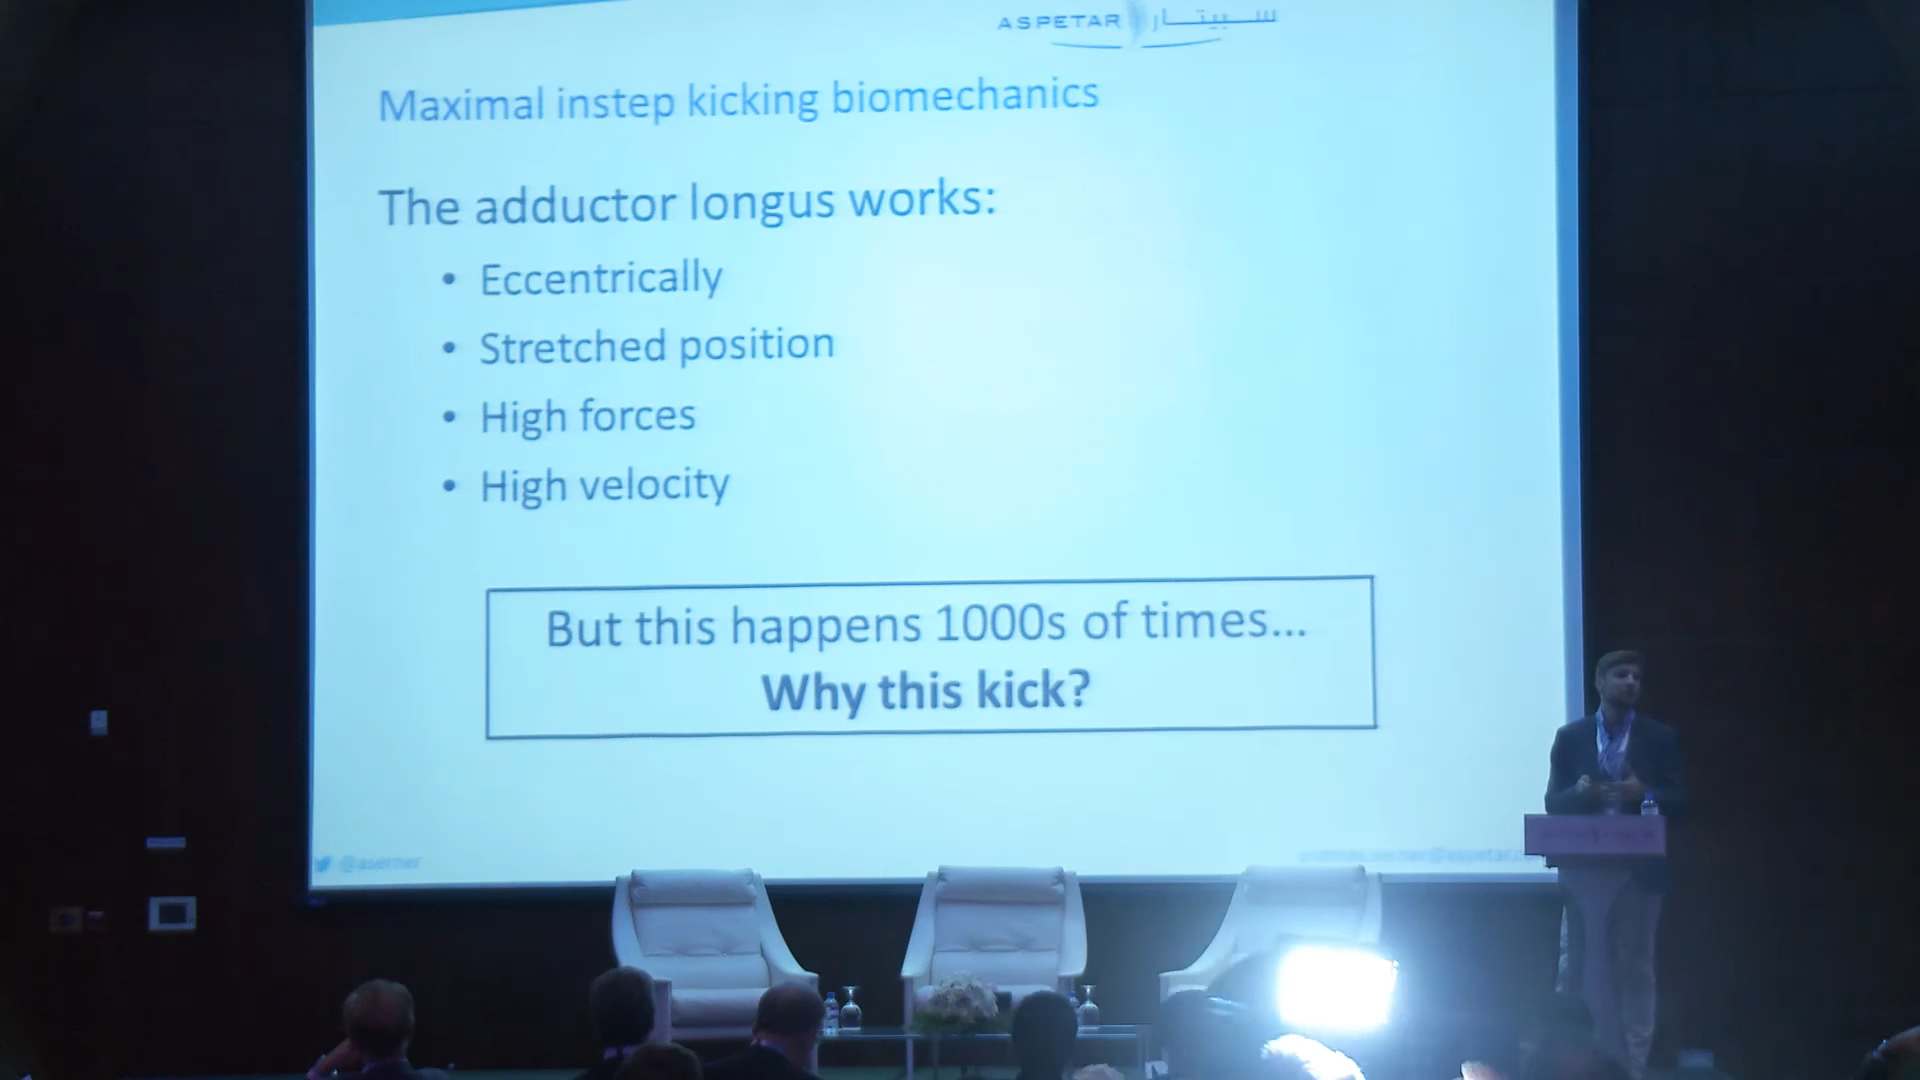 ASPETAR سبيتار
Maximal instep kicking biomechanics
The adductor longus works:
• Eccentrically
• Stretched position
• High forces
• High velocity
But this happens 1000s of times...
Why this kick?
@aserner